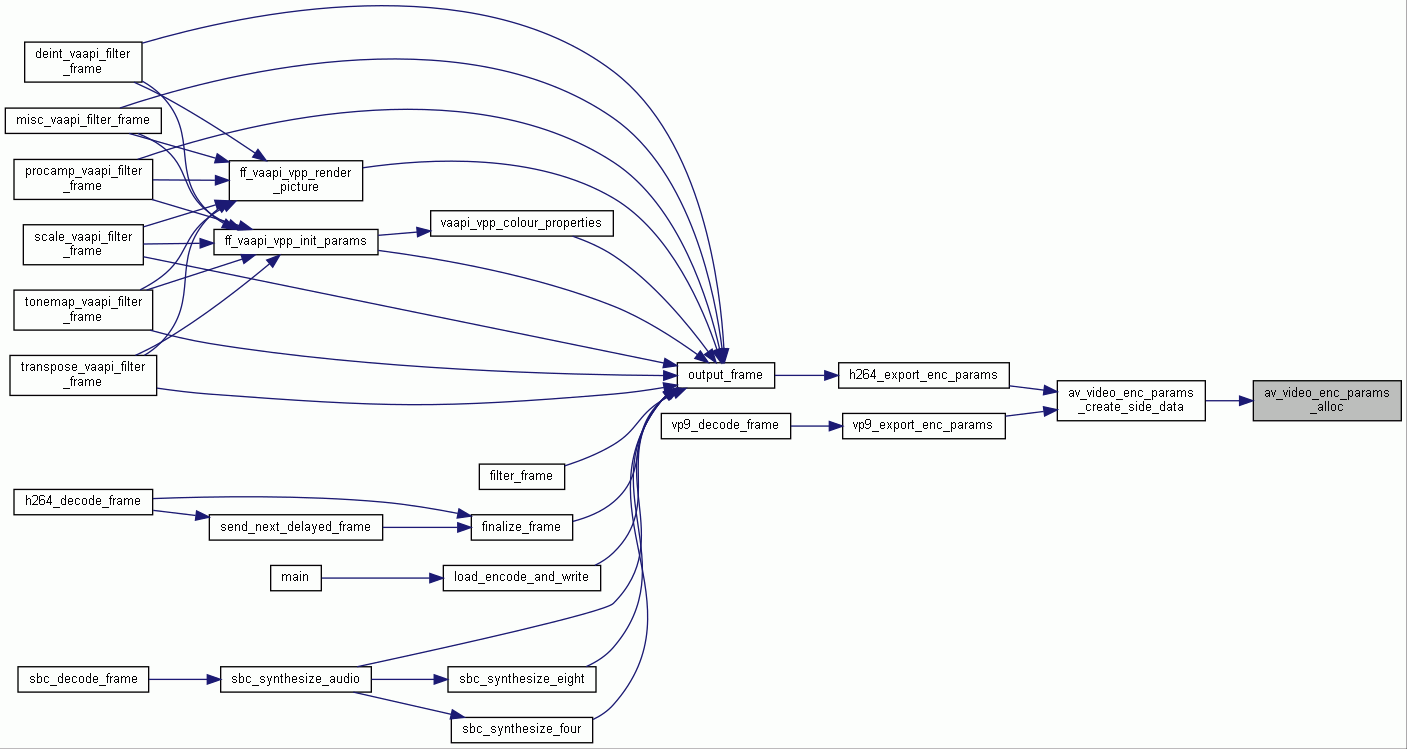 deint_vaapi_filter
_frame
misc_vaapi_filter_frame
procamp_vaapi_filter
_frame
ff_vaapi_vpp_render
_picture
scale_vaapi_filter
_frame
ff_vaapi_vpp_init_params
vaapi_vpp_colour_properties
tonemap_vaapi_filter
_frame
transpose_vaapi_filter
_frame
output_frame
h264_export_enc_params
av_video_enc_params
_create_side_data
av_video_enc_params
_alloc
vp9_decode_frame
vp9_export_enc_params
filter_frame
h264_decode_frame
send_next_delayed_frame
finalize_frame
main
load_encode_and_write
sbc_decode_frame
sbc_synthesize_audio
sbc_synthesize_eight
sbc_synthesize_four